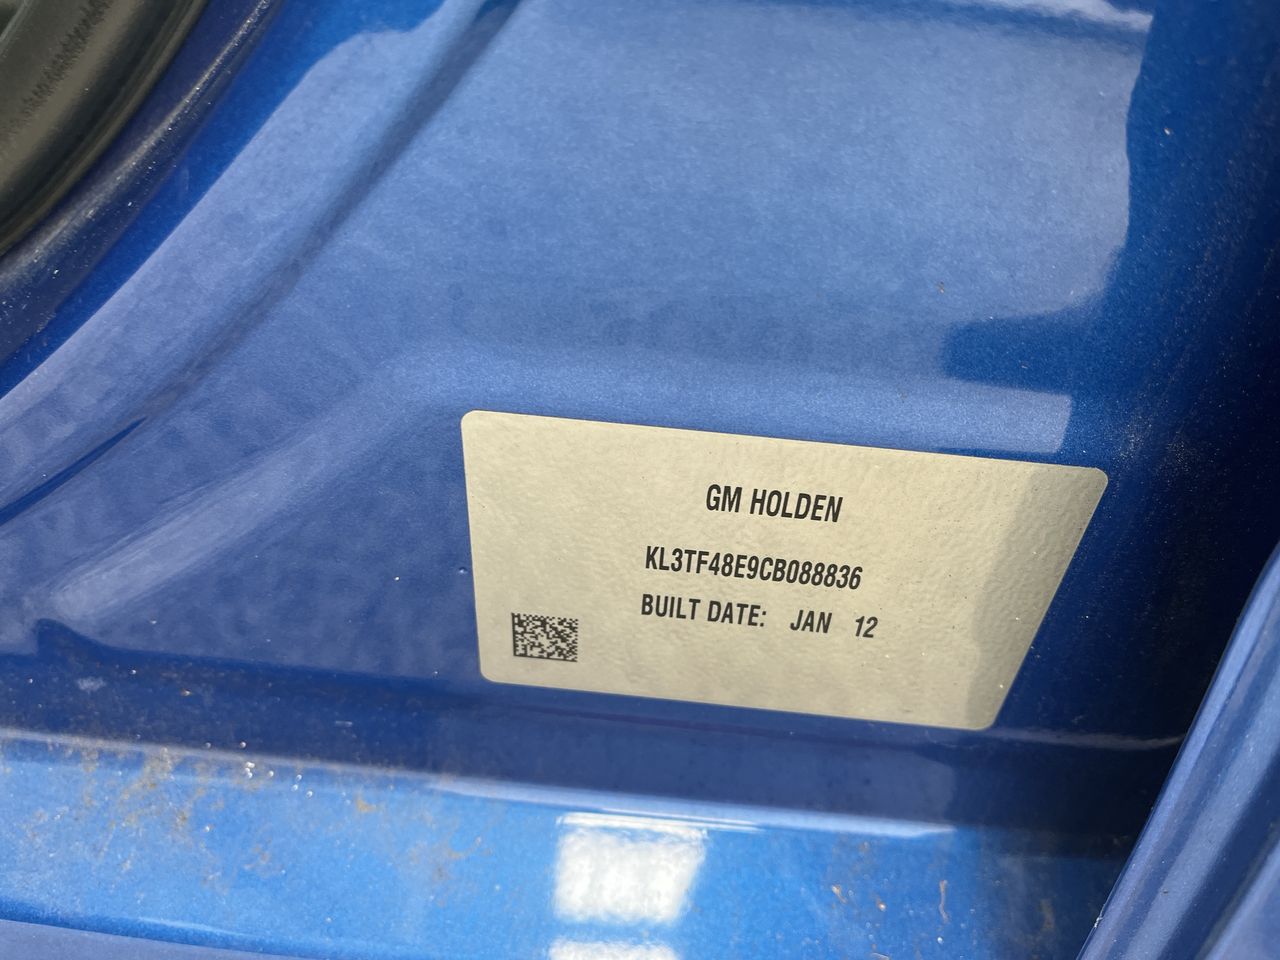 GM HOLDEN
KL3TF48E9CB088836
BUILT DATE: JAN 12